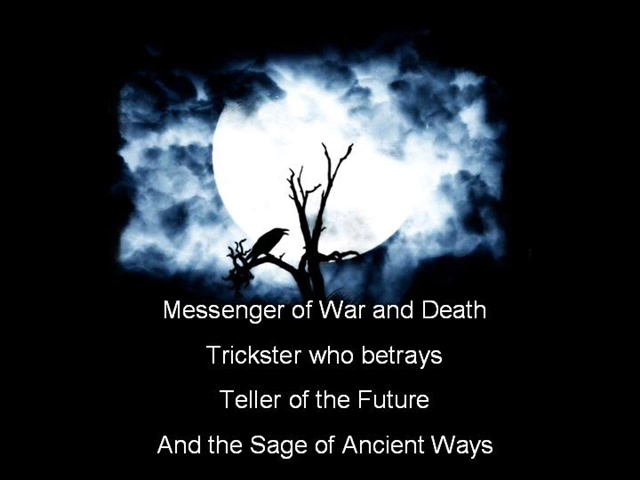 Messenger of War and Death
Trickster who betrays
Teller of the Future
And the Sage of Ancient Ways